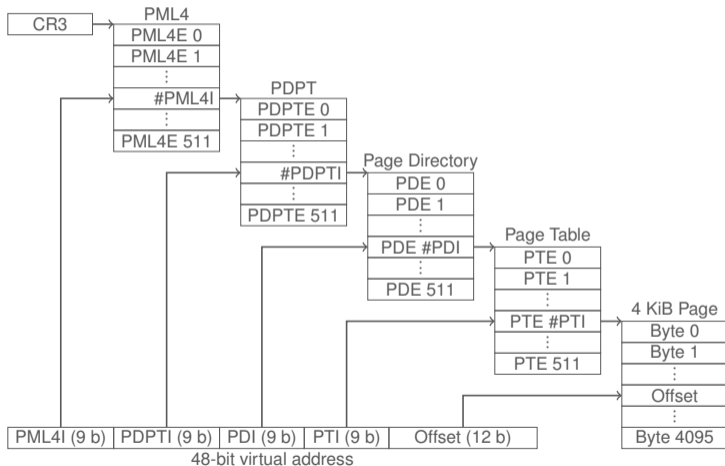 CR3
PML4
PML4E 0
PML4E 1
⋮
#PML4I
⋮
PML4E 511
PDPT
PDPTE 0
PDPTE 1
⋮
#PDPTI
⋮
PDPTE 511
Page Directory
PDE 0
PDE 1
⋮
PDE #PDI
⋮
PDE 511
Page Table
PTE 0
PTE 1
⋮
PTE #PTI
⋮
PTE 511
4 KiB Page
Byte 0
Byte 1
⋮
Offset
⋮
Byte 4095
PML4I (9 b) PDPTI (9 b) PDI (9 b) PTI (9 b) Offset (12 b)
48-bit virtual address